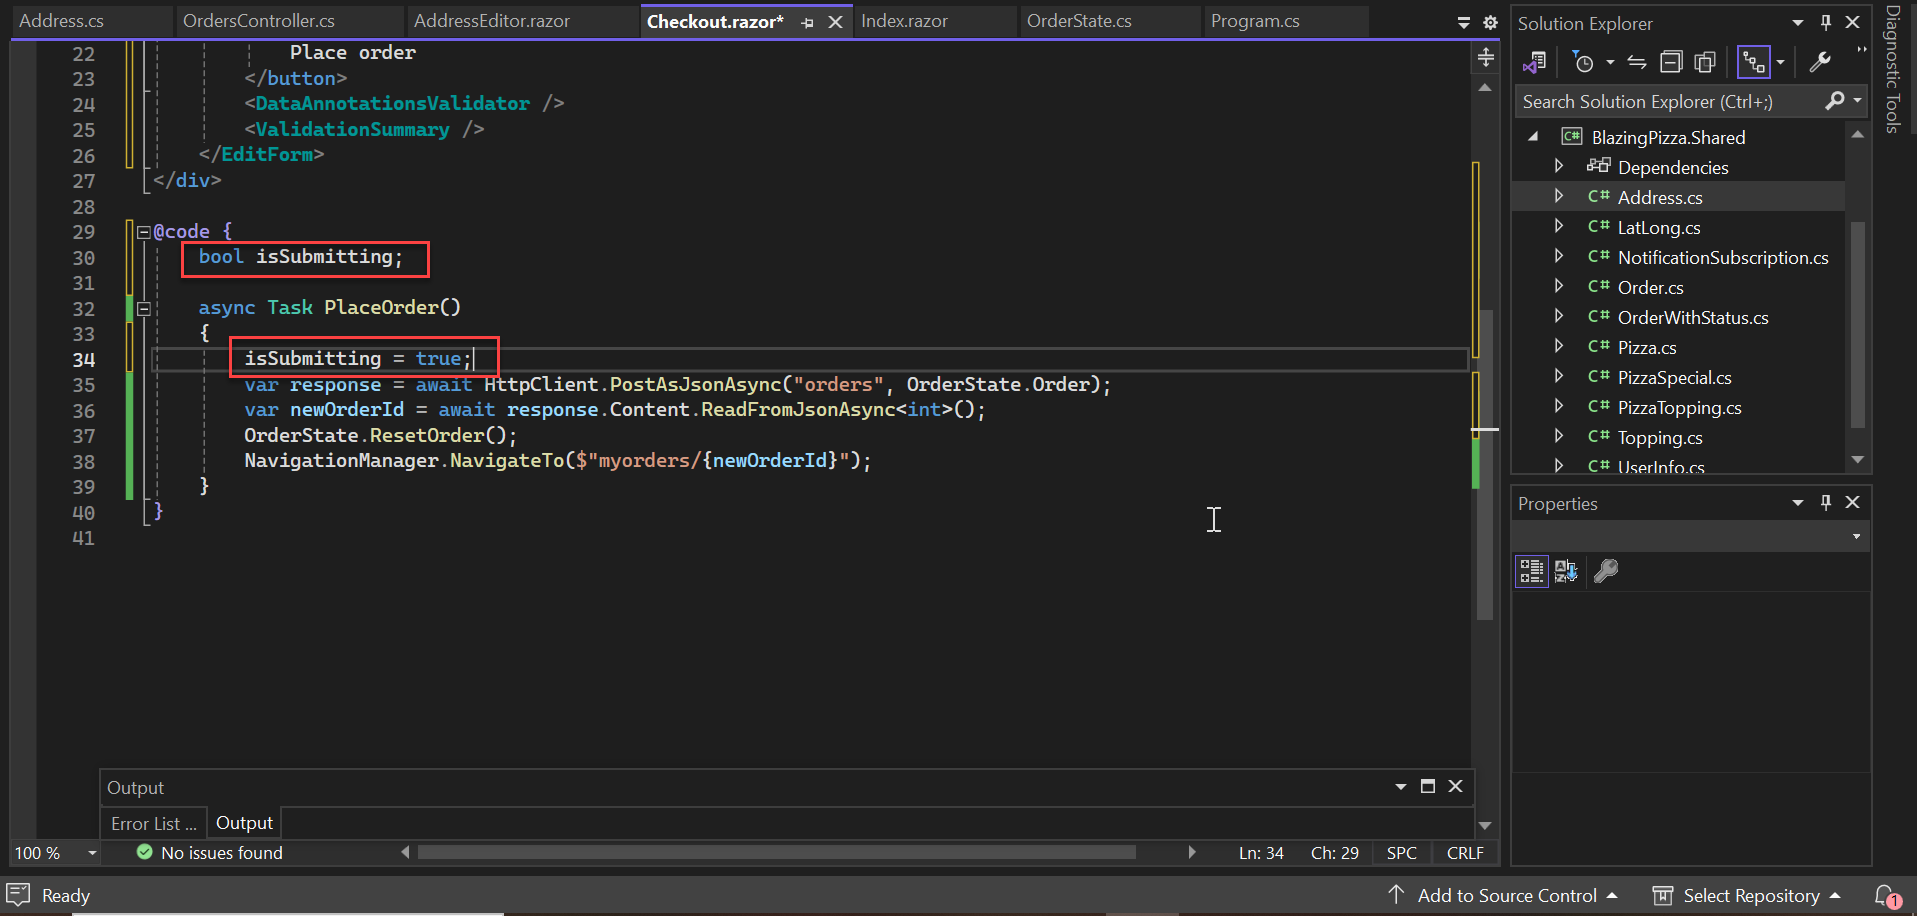 Address.cs
OrdersController.cs
AddressEditor.razor
Checkout.razor*
Index.razor
OrderState.cs
Program.cs
22 Place order
23 </button>
24 <DataAnnotationsValidator />
25 <ValidationSummary />
26 </EditForm>
27 </div>
28
29 @code {
30 bool isSubmitting;
31
32 async Task PlaceOrder()
33 {
34 isSubmitting = true;
35 var response = await HttpClient.PostAsJsonAsync("orders", OrderState.Order);
36 var newOrderId = await response.Content.ReadFromJsonAsync<int>();
37 OrderState.ResetOrder();
38 NavigationManager.NavigateTo($"myorders/{newOrderId}");
39 }
40 }
41
Output
Error List ...
Output
100 %
No issues found
Ln: 34
Ch: 29
SPC
CRLF
Solution Explorer
Search Solution Explorer (Ctrl+;)
C# BlazingPizza.Shared
Dependencies
C# Address.cs
C# LatLong.cs
C# NotificationSubscription.cs
C# Order.cs
C# OrderWithStatus.cs
C# Pizza.cs
C# PizzaSpecial.cs
C# PizzaTopping.cs
C# Topping.cs
C# UserInfo.cs
Properties
Diagnostic Tools
Ready
Add to Source Control
Select Repository
1